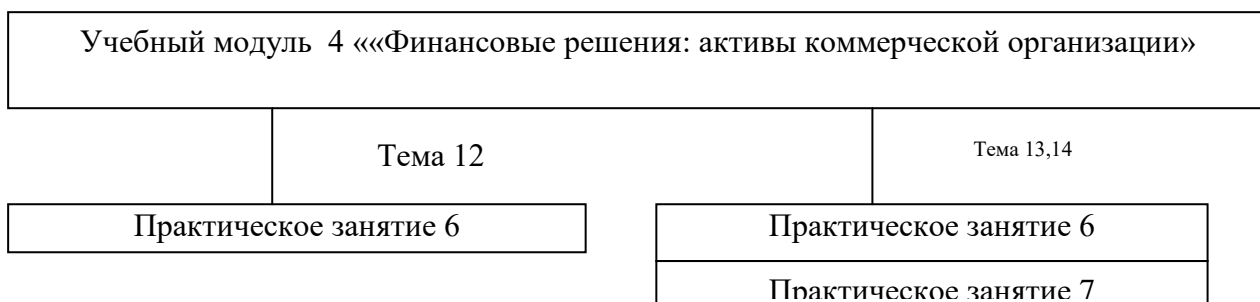 Учебный модуль 4 ««Финансовые решения: активы коммерческой организации»
Тема 12
Тема 13,14
Практическое занятие 6
Практическое занятие 6
Практическое занятие 7